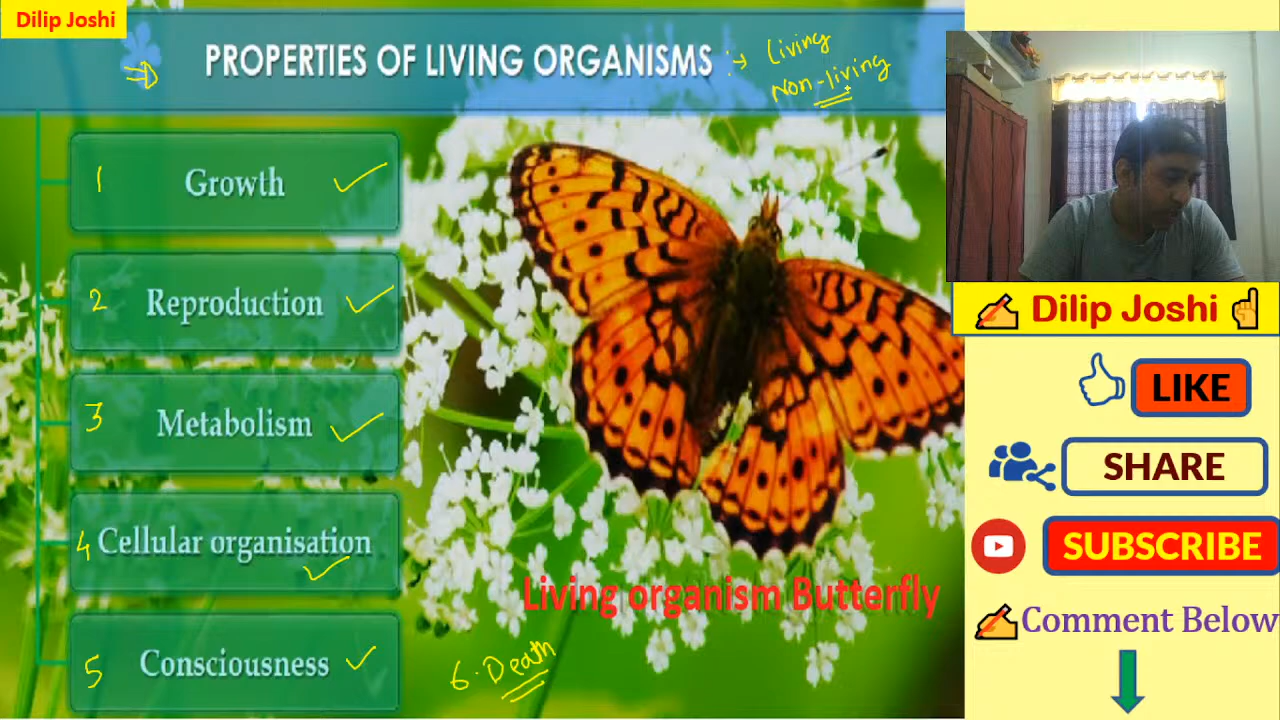 Dilip Joshi
PROPERTIES OF LIVING ORGANISMS :→ Living
Non-living
1 Growth
2 Reproduction
3 Metabolism
4 Cellular organisation
5 Consciousness
6. Death
Living organism Butterfly
Dilip Joshi
LIKE
SHARE
SUBSCRIBE
Comment Below